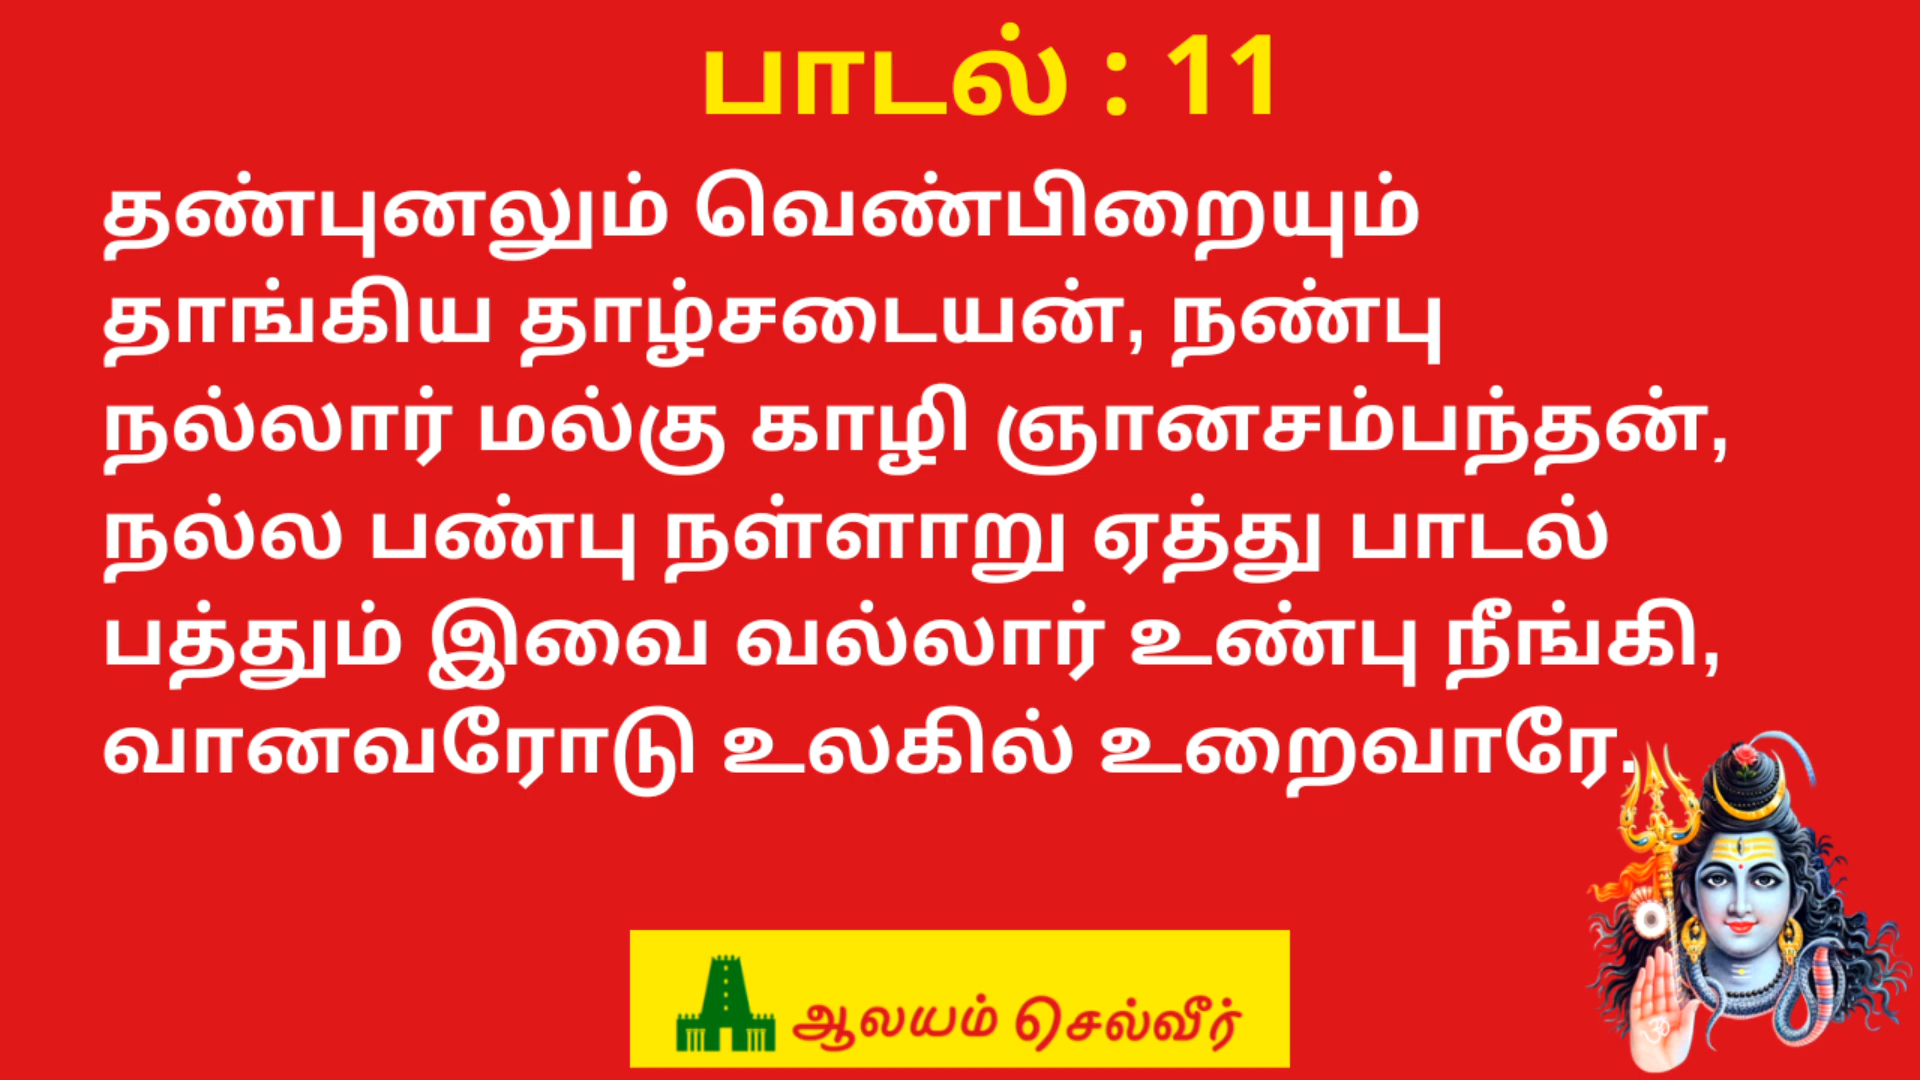 பாடல் : 11
தண்புனலும் வெண்பிறையும்
தாங்கிய தாழ்சடையன், நண்பு
நல்லார் மல்கு காழி ஞானசம்பந்தன்,
நல்ல பண்பு நள்ளாறு ஏத்து பாடல்
பத்தும் இவை வல்லார் உண்பு நீங்கி,
வானவரோடு உலகில் உறைவாரே.
ஆலயம் செல்வீர்